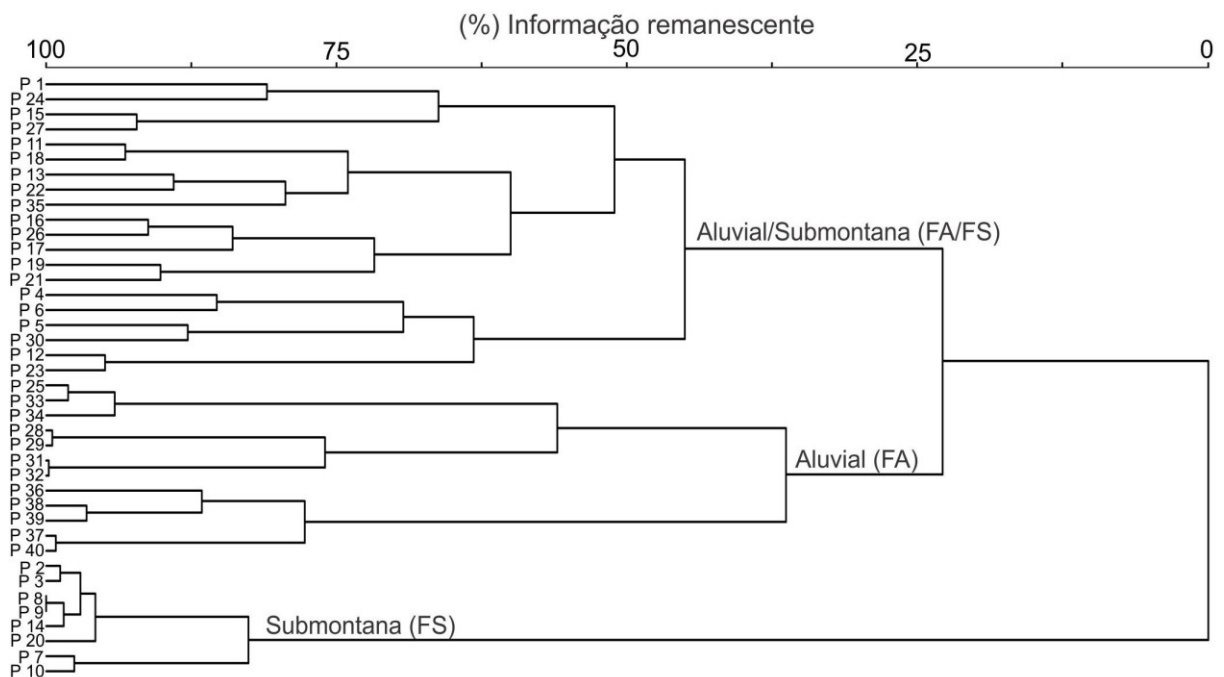 (%) Informação remanescente
100 75 50 25 0
P 1
P 24
P 15
P 27
P 11
P 18
P 13
P 22
P 35
P 16
P 26
P 17
P 19
P 21
P 4
P 6
P 5
P 30
P 12
P 23
P 25
P 33
P 34
P 28
P 29
P 31
P 32
P 36
P 38
P 39
P 37
P 40
P 2
P 3
P 8
P 9
P 14
P 20
P 7
P 10
Aluvial/Submontana (FA/FS)
Aluvial (FA)
Submontana (FS)